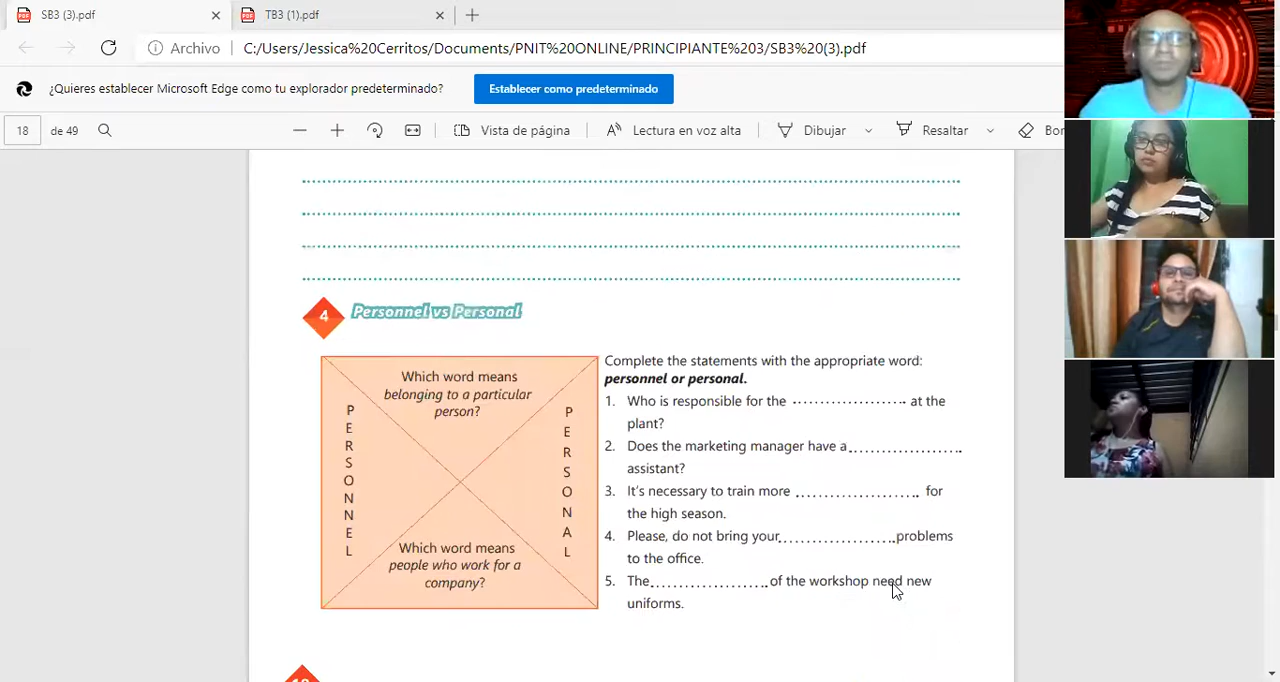 SB3 (3).pdf
TB3 (1).pdf
Archivo
C:/Users/Jessica%20Cerritos/Documents/PNIT%20ONLINE/PRINCIPIANTE%203/SB3%20(3).pdf
¿Quieres establecer Microsoft Edge como tu explorador predeterminado?
Establecer como predeterminado
18 de 49
Vista de página
Lectura en voz alta
Dibujar
Resaltar
4 Personnel vs Personal
Which word means
belonging to a particular
person?
PERSONNEL
PERSONAL
Which word means
people who work for a
company?
Complete the statements with the appropriate word:
personnel or personal.
1. Who is responsible for the ...................... at the
plant?
2. Does the marketing manager have a......................
assistant?
3. It's necessary to train more ...................... for
the high season.
4. Please, do not bring your......................problems
to the office.
5. The......................of the workshop need new
uniforms.